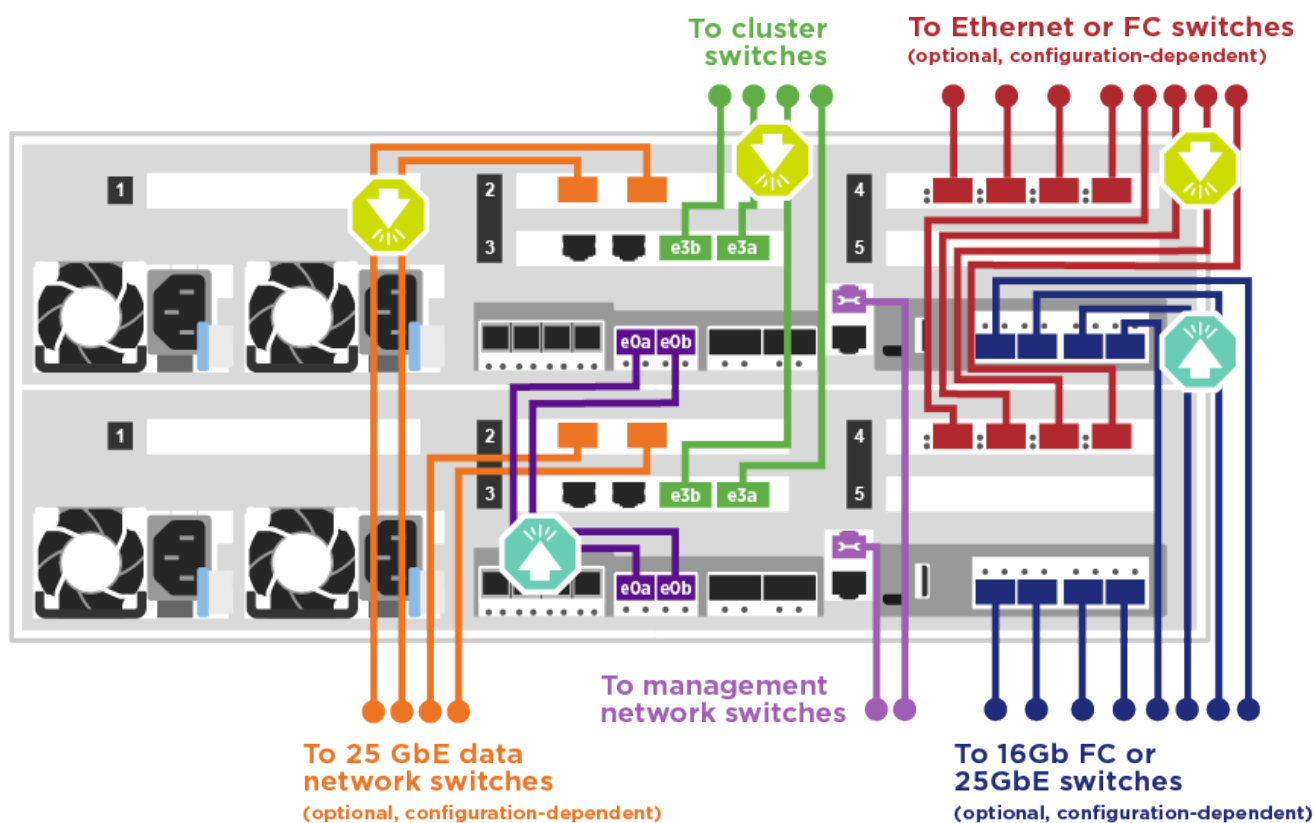 To cluster
switches
To Ethernet or FC switches
(optional, configuration-dependent)
1
2
4
3
e3b
e3a
5
e0a
e0b
1
2
4
3
e3b
e3a
5
e0a
e0b
To management
network switches
To 25 GbE data
network switches
(optional, configuration-dependent)
To 16Gb FC or
25GbE switches
(optional, configuration-dependent)